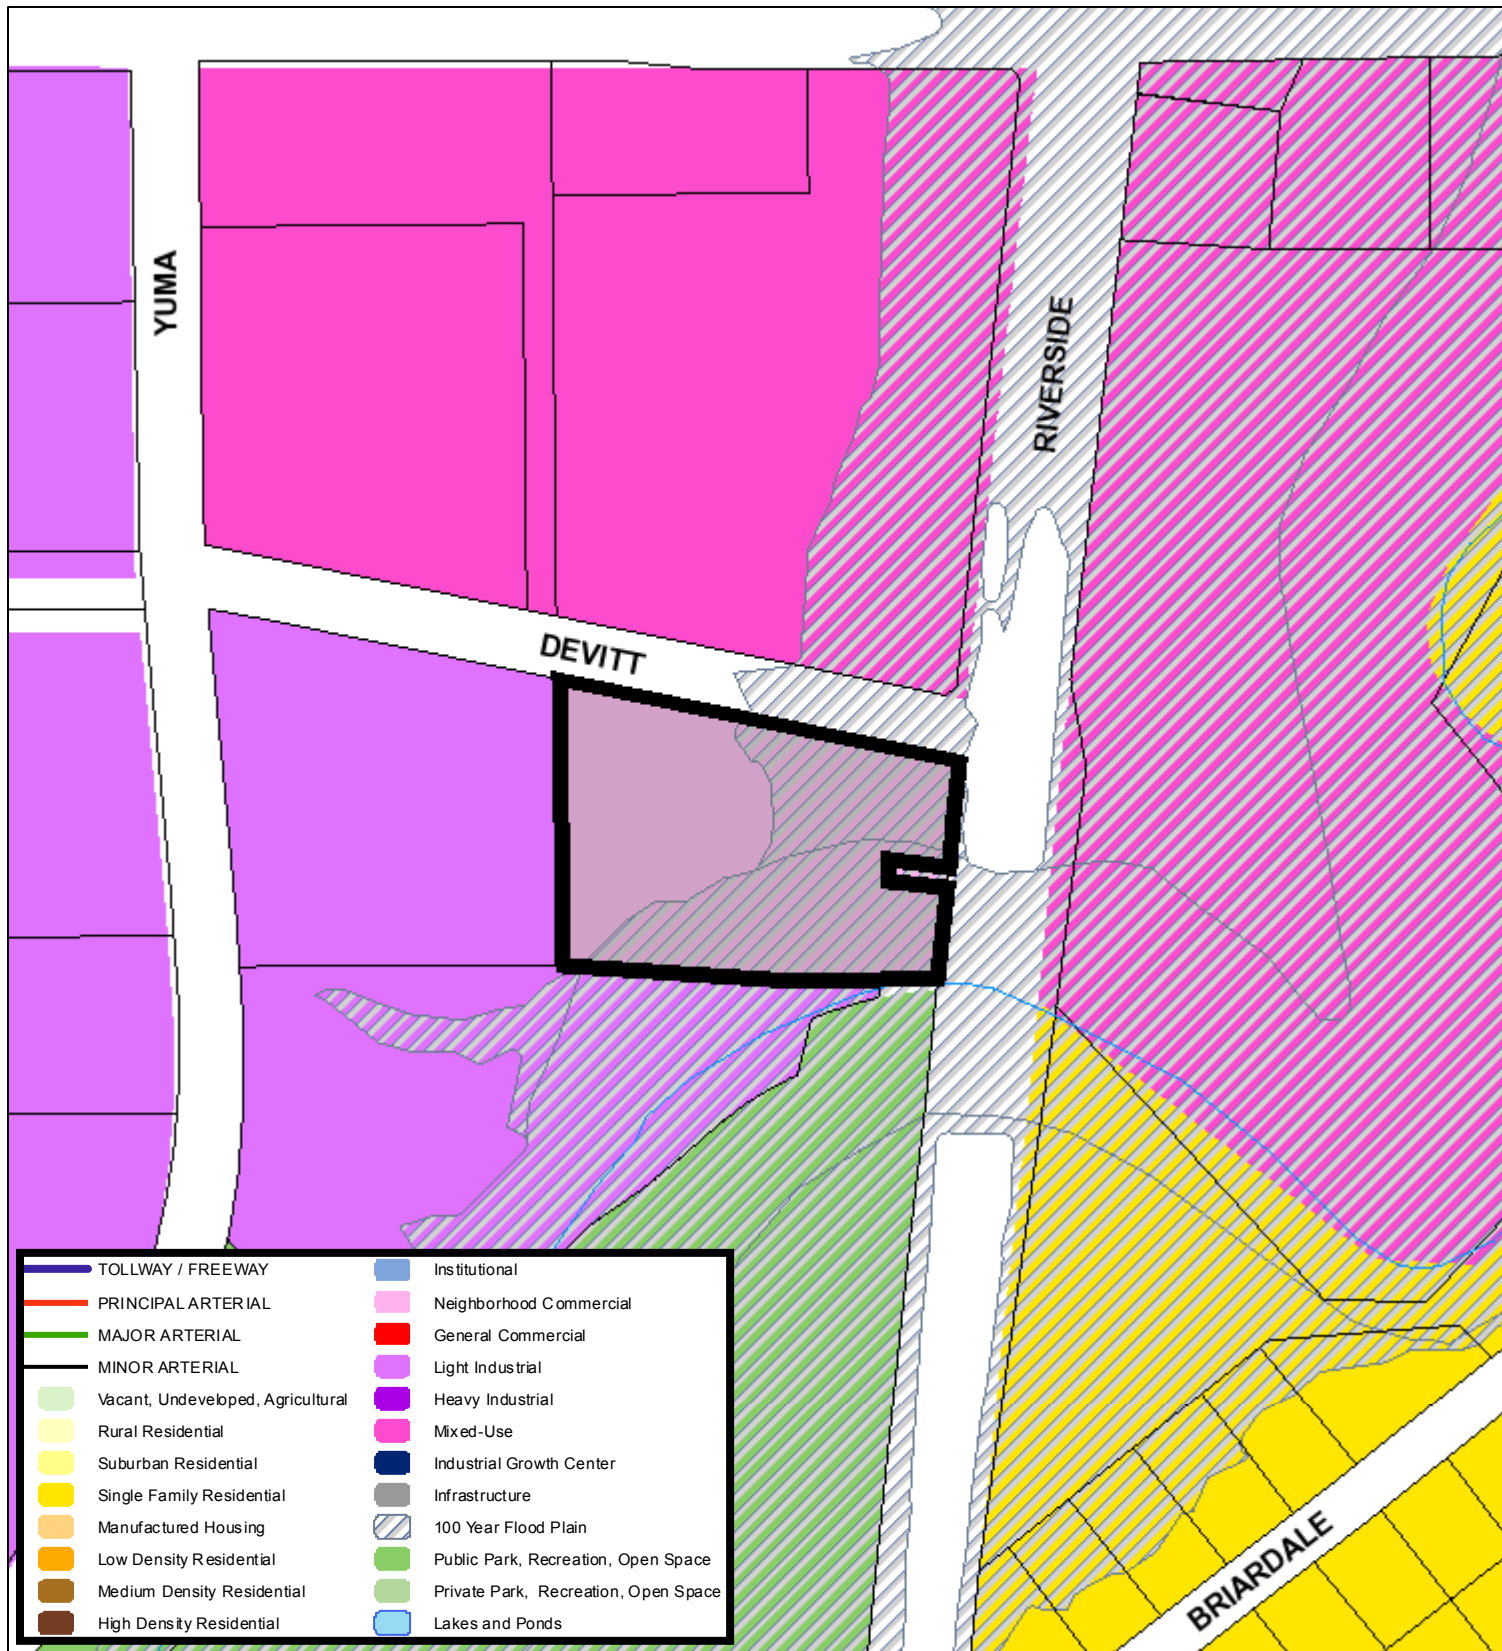 YUMA
RIVERSIDE
DEVITT
BRIARDALE
TOLLWAY / FREEWAY
PRINCIPAL ARTERIAL
MAJOR ARTERIAL
MINOR ARTERIAL
Vacant, Undeveloped, Agricultural
Rural Residential
Suburban Residential
Single Family Residential
Manufactured Housing
Low Density Residential
Medium Density Residential
High Density Residential
Institutional
Neighborhood Commercial
General Commercial
Light Industrial
Heavy Industrial
Mixed-Use
Industrial Growth Center
Infrastructure
100 Year Flood Plain
Public Park, Recreation, Open Space
Private Park, Recreation, Open Space
Lakes and Ponds